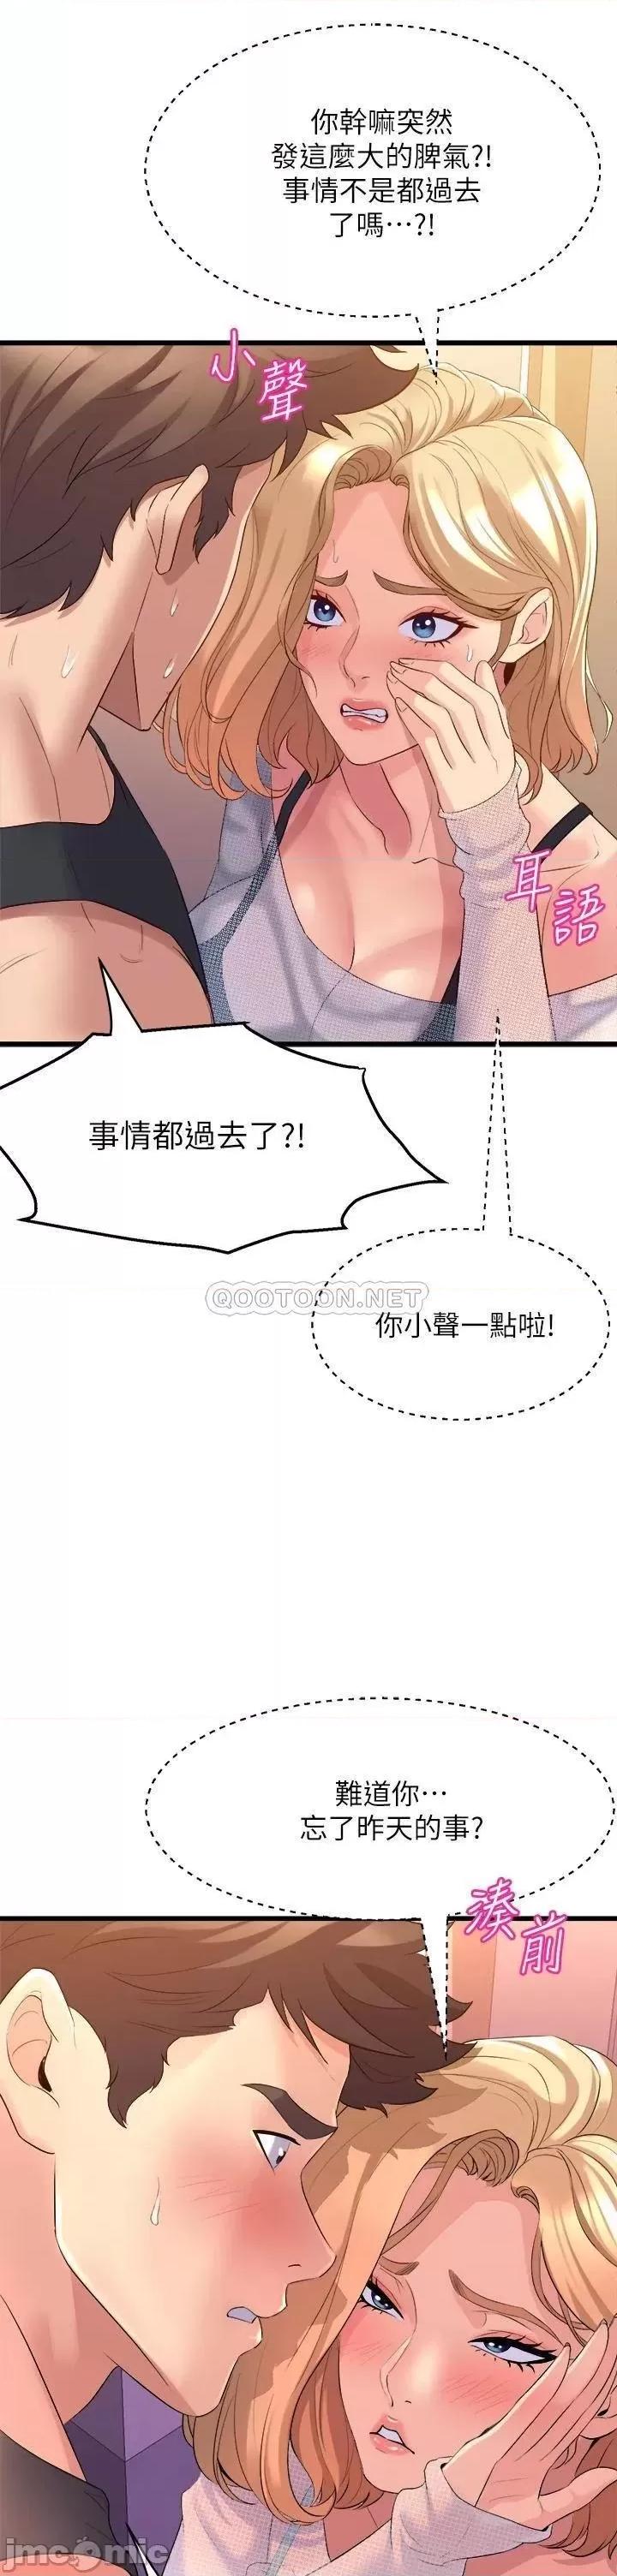 你幹嘛突然
發這麼大的脾氣?!
事情不是都過去
了嗎…?!
小聲
耳語
事情都過去了?!
QOOTOON.NET
你小聲一點啦!
難道你…
忘了昨天的事?
湊前
jmcomic